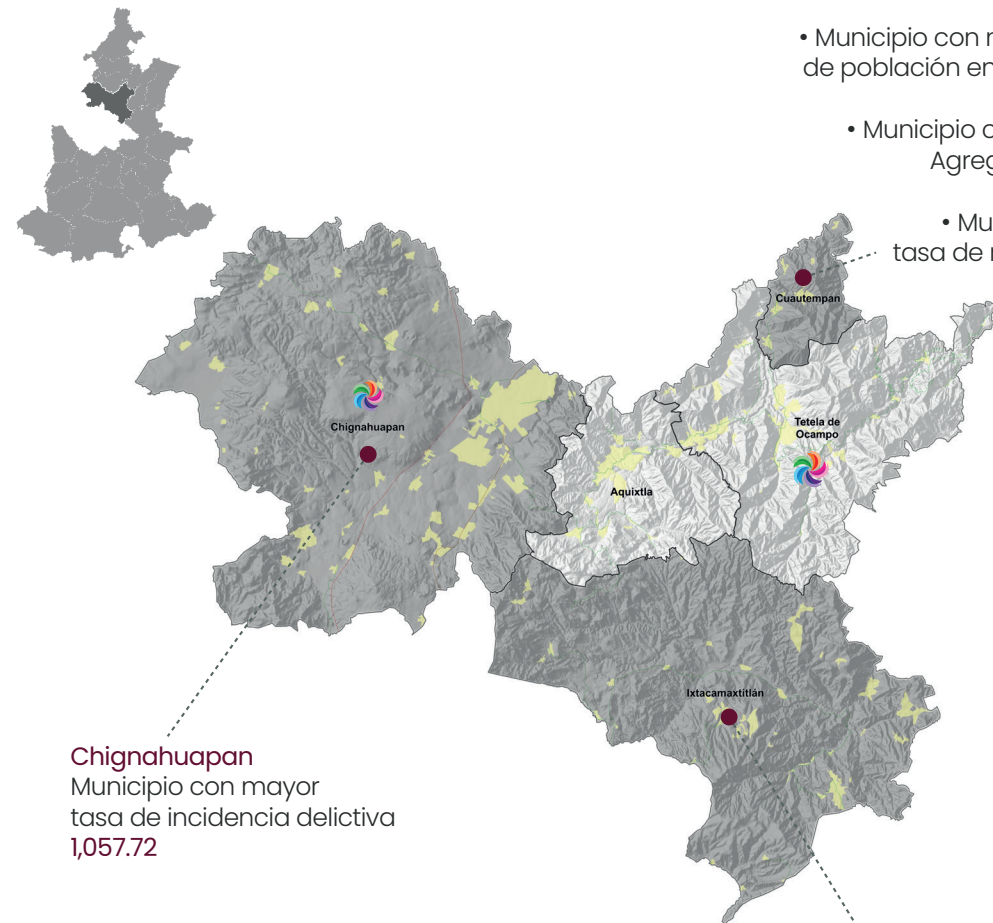 • Municipio con
de población en
• Municipio
Agreg
• Mu
tasa de
Cuautempan
Chignahuapan
Tetela de
Ocampo
Aquixtla
Ixtacamaxtitlán
Chignahuapan
Municipio con mayor
tasa de incidencia delictiva
1,057.72